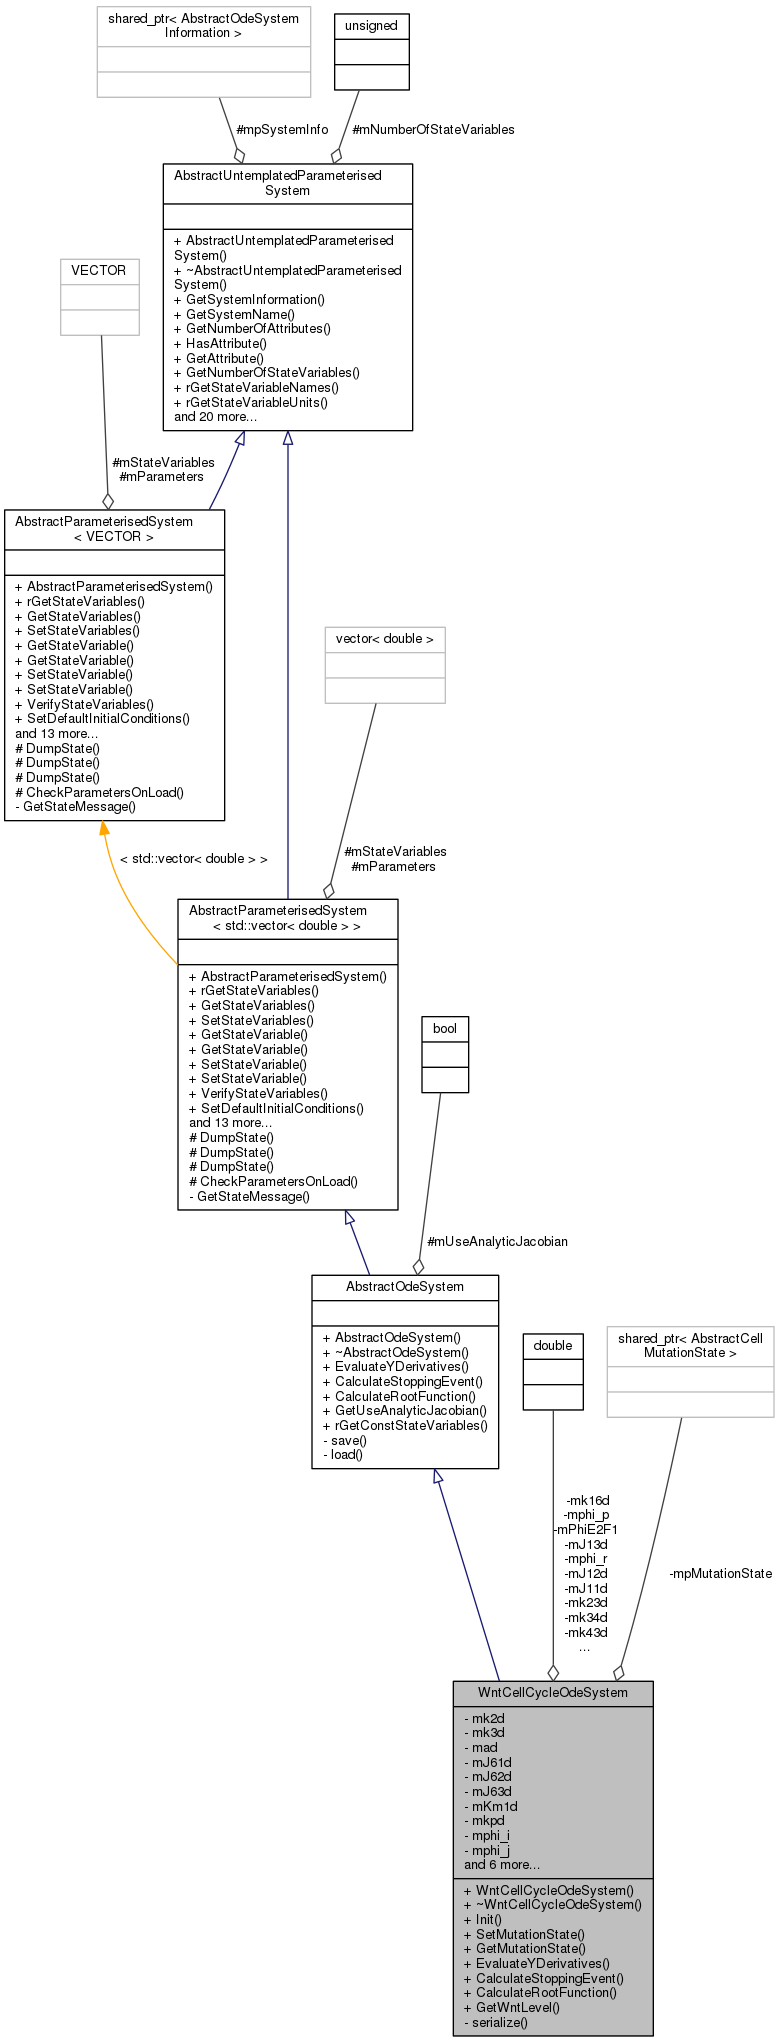 shared_ptr< AbstractOdeSystem
Information >
unsigned
#mpSystemInfo
#mNumberOfStateVariables
AbstractUntemplatedParameterised
System
+ AbstractUntemplatedParameterised
System()
+ ~AbstractUntemplatedParameterised
System()
+ GetSystemInformation()
+ GetSystemName()
+ GetNumberOfAttributes()
+ HasAttribute()
+ GetAttribute()
+ GetNumberOfStateVariables()
+ rGetStateVariableNames()
+ rGetStateVariableUnits()
and 20 more...
VECTOR
#mStateVariables
#mParameters
AbstractParameterisedSystem
< VECTOR >
+ AbstractParameterisedSystem()
+ rGetStateVariables()
+ GetStateVariables()
+ SetStateVariables()
+ GetStateVariable()
+ GetStateVariable()
+ SetStateVariable()
+ SetStateVariable()
+ VerifyStateVariables()
+ SetDefaultInitialConditions()
and 13 more...
# DumpState()
# DumpState()
# DumpState()
# CheckParametersOnLoad()
- GetStateMessage()
vector< double >
#mStateVariables
#mParameters
< std::vector< double > >
AbstractParameterisedSystem
< std::vector< double > >
+ AbstractParameterisedSystem()
+ rGetStateVariables()
+ GetStateVariables()
+ SetStateVariables()
+ GetStateVariable()
+ GetStateVariable()
+ SetStateVariable()
+ SetStateVariable()
+ VerifyStateVariables()
+ SetDefaultInitialConditions()
and 13 more...
# DumpState()
# DumpState()
# DumpState()
# CheckParametersOnLoad()
- GetStateMessage()
bool
#mUseAnalyticJacobian
AbstractOdeSystem
+ AbstractOdeSystem()
+ ~AbstractOdeSystem()
+ EvaluateYDerivatives()
+ CalculateStoppingEvent()
+ CalculateRootFunction()
+ GetUseAnalyticJacobian()
+ rGetConstStateVariables()
- save()
- load()
double
shared_ptr< AbstractCell
MutationState >
-mk16d
-mphi_p
-mPhiE2F1
-mJ13d
-mphi_r
-mJ12d
-mJ11d
-mk23d
-mk34d
-mk43d
...
-mpMutationState
WntCellCycleOdeSystem
- mk2d
- mk3d
- mad
- mJ61d
- mJ62d
- mJ63d
- mKm1d
- mkpd
- mphi_i
- mphi_j
and 6 more...
+ WntCellCycleOdeSystem()
+ ~WntCellCycleOdeSystem()
+ Init()
+ SetMutationState()
+ GetMutationState()
+ EvaluateYDerivatives()
+ CalculateStoppingEvent()
+ CalculateRootFunction()
+ GetWntLevel()
- serialize()